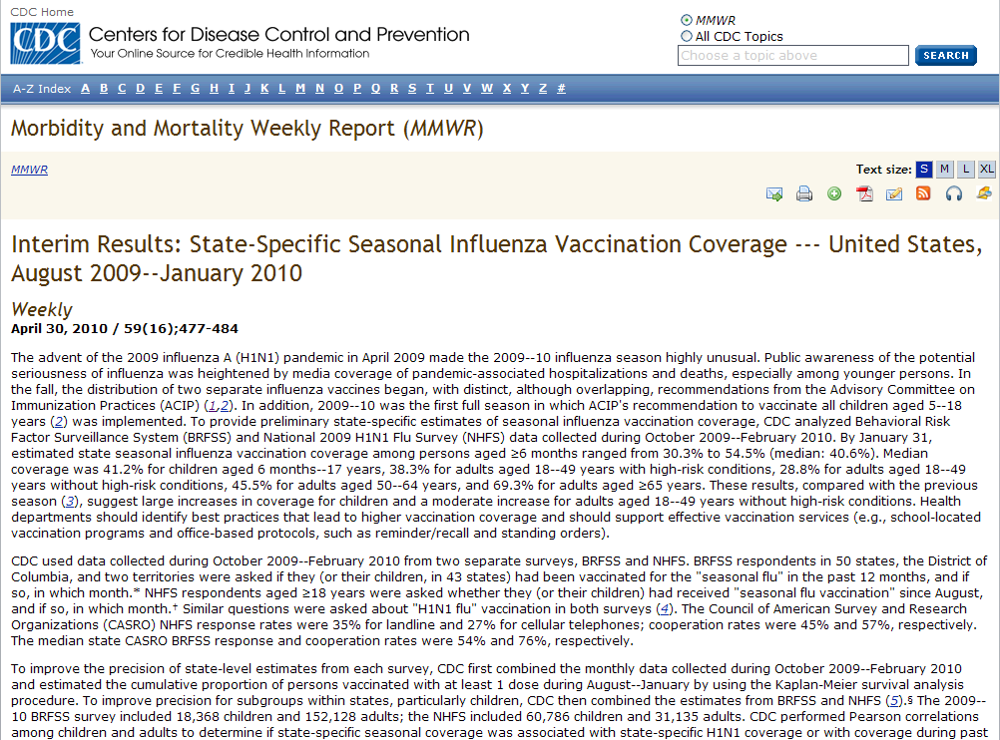 CDC Home
CDC Centers for Disease Control and Prevention
Your Online Source for Credible Health Information
MMWR
All CDC Topics
Choose a topic above
SEARCH
A-Z Index A B C D E F G H I J K L M N O P Q R S T U V W X Y Z #
Morbidity and Mortality Weekly Report (MMWR)
MMWR
Text size: S M L XL
Interim Results: State-Specific Seasonal Influenza Vaccination Coverage --- United States,
August 2009--January 2010
Weekly
April 30, 2010 / 59(16);477-484
The advent of the 2009 influenza A (H1N1) pandemic in April 2009 made the 2009--10 influenza season highly unusual. Public awareness of the potential
seriousness of influenza was heightened by media coverage of pandemic-associated hospitalizations and deaths, especially among younger persons. In
the fall, the distribution of two separate influenza vaccines began, with distinct, although overlapping, recommendations from the Advisory Committee on
Immunization Practices (ACIP) (1,2). In addition, 2009--10 was the first full season in which ACIP's recommendation to vaccinate all children aged 5--18
years (2) was implemented. To provide preliminary state-specific estimates of seasonal influenza vaccination coverage, CDC analyzed Behavioral Risk
Factor Surveillance System (BRFSS) and National 2009 H1N1 Flu Survey (NHFS) data collected during October 2009--February 2010. By January 31,
estimated state seasonal influenza vaccination coverage among persons aged ≥6 months ranged from 30.3% to 54.5% (median: 40.6%). Median
coverage was 41.2% for children aged 6 months--17 years, 38.3% for adults aged 18--49 years with high-risk conditions, 28.8% for adults aged 18--49
years without high-risk conditions, 45.5% for adults aged 50--64 years, and 69.3% for adults aged ≥65 years. These results, compared with the previous
season (3), suggest large increases in coverage for children and a moderate increase for adults aged 18--49 years without high-risk conditions. Health
departments should identify best practices that lead to higher vaccination coverage and should support effective vaccination services (e.g., school-located
vaccination programs and office-based protocols, such as reminder/recall and standing orders).
CDC used data collected during October 2009--February 2010 from two separate surveys, BRFSS and NHFS. BRFSS respondents in 50 states, the District of
Columbia, and two territories were asked if they (or their children, in 43 states) had been vaccinated for the "seasonal flu" in the past 12 months, and if
so, in which month.* NHFS respondents aged ≥18 years were asked whether they (or their children) had received "seasonal flu vaccination" since August,
and if so, in which month.† Similar questions were asked about "H1N1 flu" vaccination in both surveys (4). The Council of American Survey and Research
Organizations (CASRO) NHFS response rates were 35% for landline and 27% for cellular telephones; cooperation rates were 45% and 57%, respectively.
The median state CASRO BRFSS response and cooperation rates were 54% and 76%, respectively.
To improve the precision of state-level estimates from each survey, CDC first combined the monthly data collected during October 2009--February 2010
and estimated the cumulative proportion of persons vaccinated with at least 1 dose during August--January by using the Kaplan-Meier survival analysis
procedure. To improve precision for subgroups within states, particularly children, CDC then combined the estimates from BRFSS and NHFS (5).§ The 2009--
10 BRFSS survey included 18,368 children and 152,128 adults; the NHFS included 60,786 children and 31,135 adults. CDC performed Pearson correlations
among children and adults to determine if state-specific seasonal coverage was associated with state-specific H1N1 coverage or with coverage during past